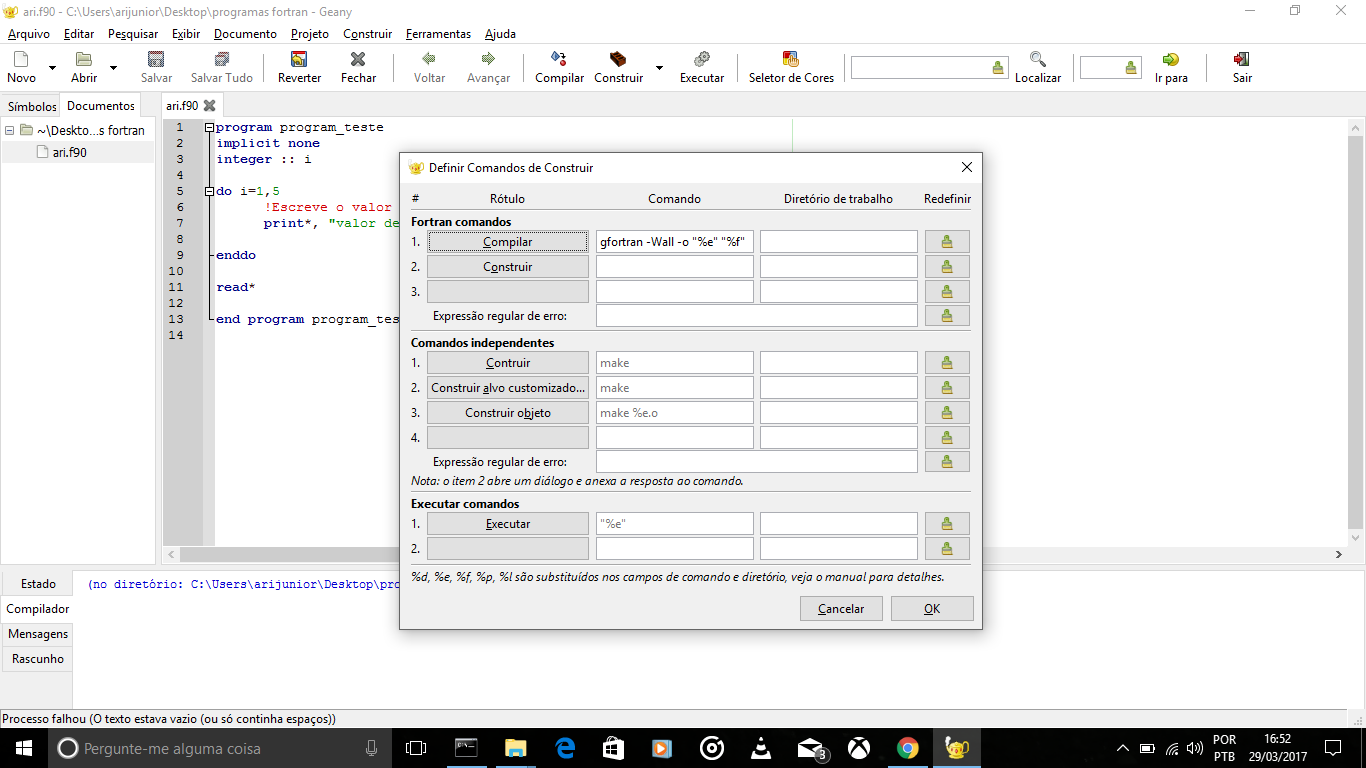 ari.f90 - C:\Users\arijunior\Desktop\programas fortran - Geany
Arquivo Editar Pesquisar Exibir Documento Projeto Construir Ferramentas Ajuda
Novo Abrir Salvar Salvar Tudo Reverter Fechar Voltar Avançar Compilar Construir Executar Seletor de Cores Localizar Ir para Sair
Símbolos Documentos
~\Deskto...s fortran
ari.f90
ari.f90
1 program program_teste
2 implicit none
3 integer :: i
4
5 do i=1,5
6 !Escreve o valor
7 print*, "valor de
8
9 enddo
10
11 read*
12
13 end program program_tes
14
Definir Comandos de Construir
# Rótulo Comando Diretório de trabalho Redefinir
Fortran comandos
1. Compilar gfortran -Wall -o "%e" "%f"
2. Construir
3.
Expressão regular de erro:
Comandos independentes
1. Contruir make
2. Construir alvo customizado... make
3. Construir objeto make %e.o
4.
Expressão regular de erro:
Nota: o item 2 abre um diálogo e anexa a resposta ao comando.
Executar comandos
1. Executar "%e"
2.
%d, %e, %f, %p, %l são substituídos nos campos de comando e diretório, veja o manual para detalhes.
Cancelar OK
Estado
Compilador
Mensagens
Rascunho
(no diretório: C:\Users\arijunior\Desktop\pro
Processo falhou (O texto estava vazio (ou só continha espaços))
Pergunte-me alguma coisa
3
POR
PTB
16:52
29/03/2017